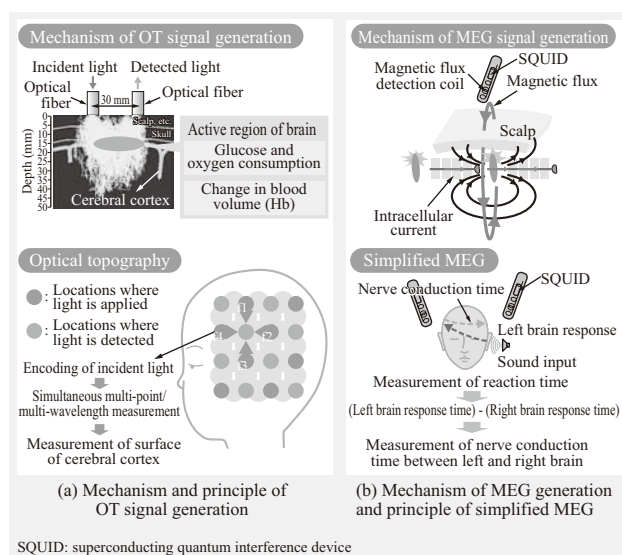 Mechanism of OT signal generation
Incident light
Detected light
Optical
fiber
30 mm
Optical fiber
Depth (mm)
0
5
10
15
20
25
30
35
40
45
50
Scalp, etc.
Skull
Cerebral cortex
Active region of brain
Glucose and
oxygen consumption
Change in blood
volume (Hb)
Optical topography
: Locations where
light is applied
: Locations where
light is detected
f1
f2
f3
f4
Encoding of incident light
Simultaneous multi-point/
multi-wavelength measurement
Measurement of surface
of cerebral cortex
(a) Mechanism and principle of
OT signal generation
Mechanism of MEG signal generation
SQUID
Magnetic flux
detection coil
Magnetic flux
Scalp
Intracellular
current
Simplified MEG
Nerve conduction time
SQUID
Left brain response
Sound input
Measurement of reaction time
(Left brain response time) - (Right brain response time)
Measurement of nerve conduction
time between left and right brain
(b) Mechanism of MEG generation
and principle of simplified MEG
SQUID: superconducting quantum interference device